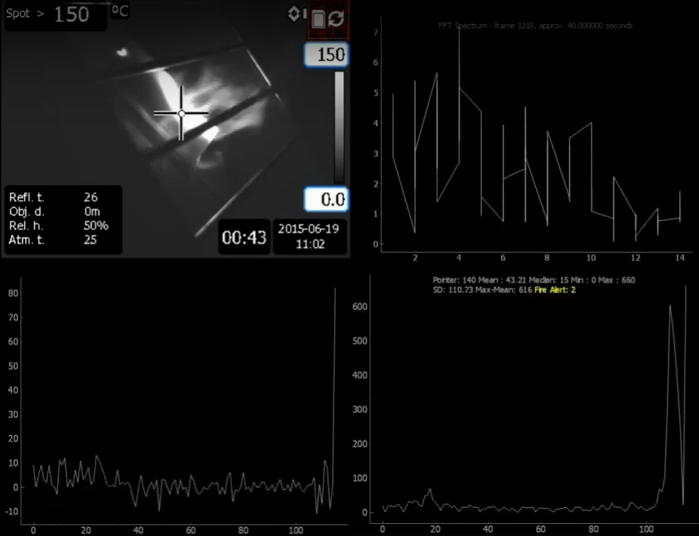 Spot > 150 °C
150
0.0
Refl. t. 26
Obj. d. 0m
Rel. h. 50%
Atm. t. 25
00:43
2015-06-19
11:02
FFT Spectrum - frame 1210, approx. 40.000000 seconds
7
6
5
4
3
2
1
0
2 4 6 8 10 12 14
80
70
60
50
40
30
20
10
0
-10
0 20 40 60 80 100
Pointer: 140 Mean : 43.21 Median: 15 Min : 0 Max : 660
SD: 110.73 Max-Mean: 616 Fire Alert: 2
600
500
400
300
200
100
0
0 20 40 60 80 100